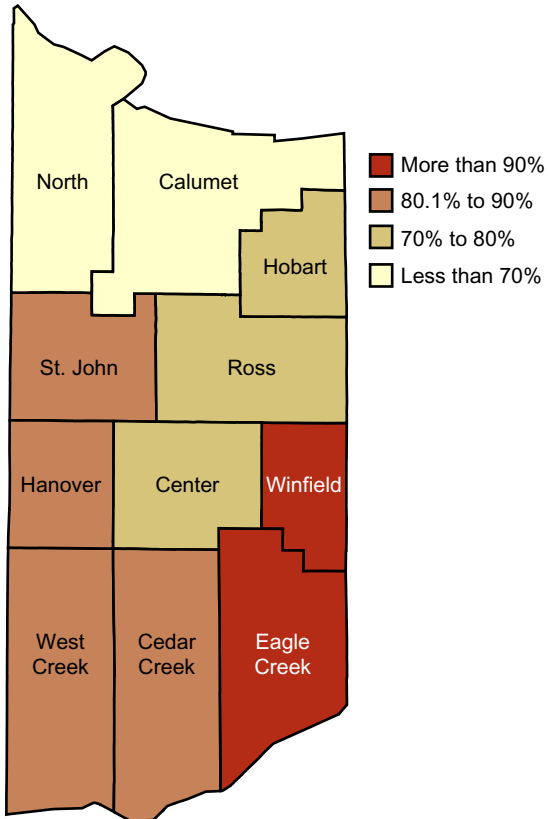 North
Calumet
Hobart
St. John
Ross
Hanover
Center
Winfield
West
Creek
Cedar
Creek
Eagle
Creek
More than 90%
80.1% to 90%
70% to 80%
Less than 70%